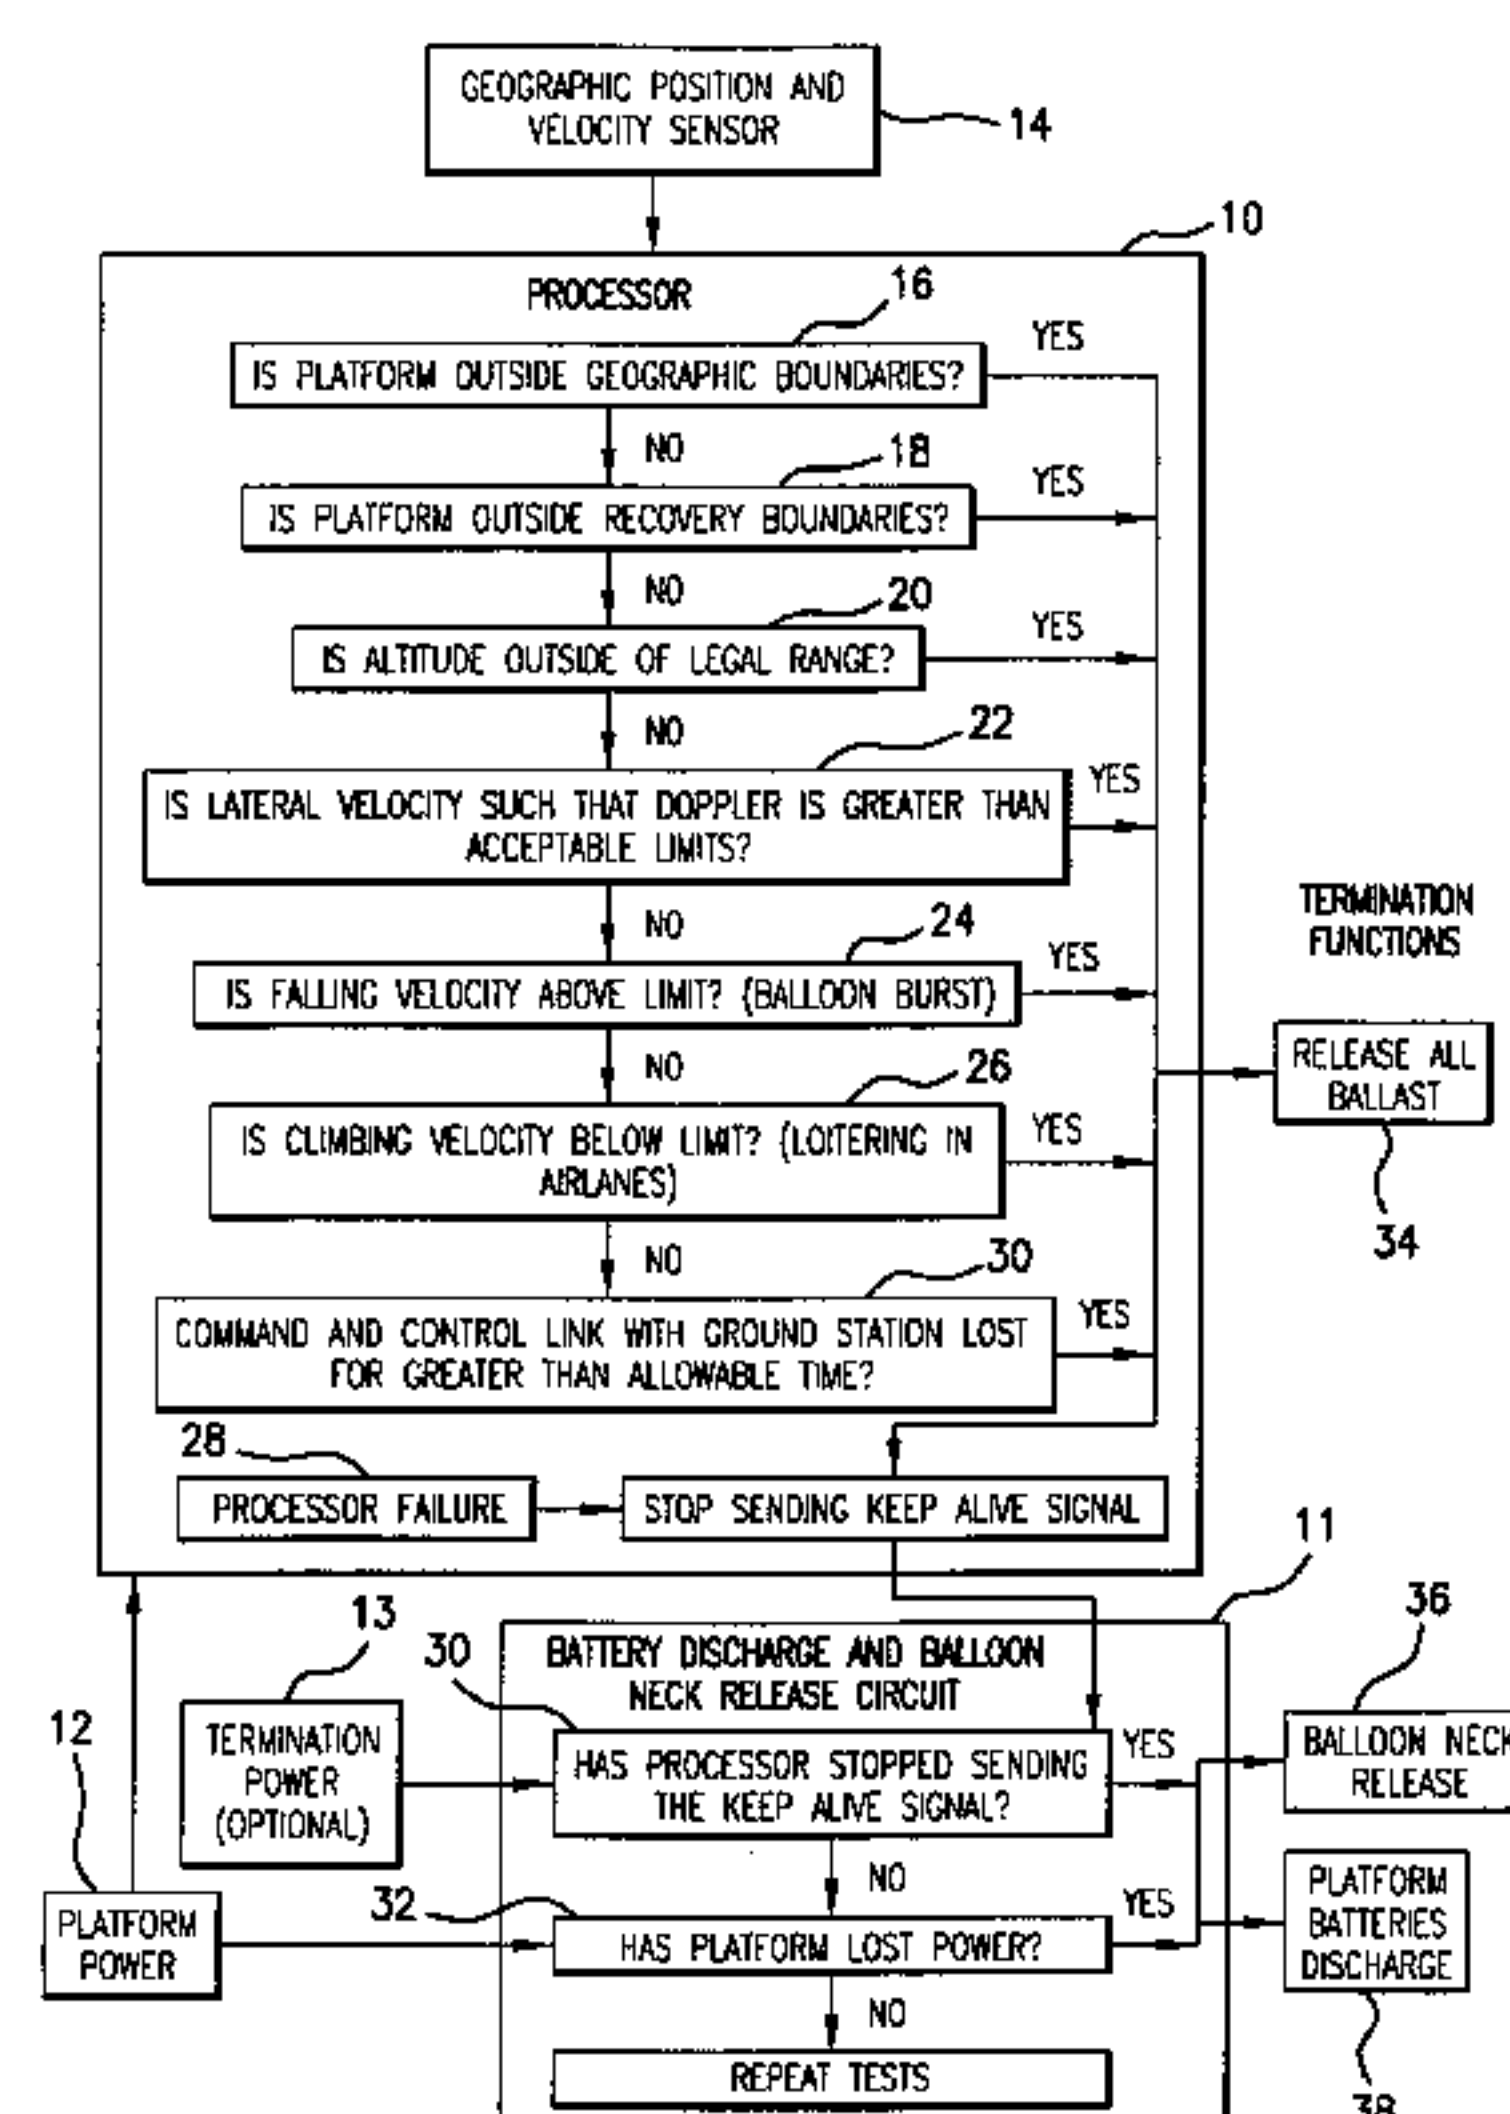 GEOGRAPHIC POSITION AND
VELOCITY SENSOR
14
10
PROCESSOR
16
YES
IS PLATFORM OUTSIDE GEOGRAPHIC BOUNDARIES?
NO
18
YES
IS PLATFORM OUTSIDE RECOVERY BOUNDARIES?
NO
20
YES
IS ALTITUDE OUTSIDE OF LEGAL RANGE?
NO
22
YES
IS LATERAL VELOCITY SUCH THAT DOPPLER IS GREATER THAN
ACCEPTABLE LIMITS?
NO
24
YES
IS FALLING VELOCITY ABOVE LIMIT? (BALLOON BURST)
TERMINATION
FUNCTIONS
RELEASE ALL
BALLAST
34
NO
26
YES
IS CLIMBING VELOCITY BELOW LIMIT? (LOITERING IN
AIRLANES)
NO
30
YES
COMMAND AND CONTROL LINK WITH GROUND STATION LOST
FOR GREATER THAN ALLOWABLE TIME?
28
PROCESSOR FAILURE
STOP SENDING KEEP ALIVE SIGNAL
11
13
TERMINATION
POWER
(OPTIONAL)
12
PLATFORM
POWER
30
BATTERY DISCHARGE AND BALLOON
NECK RELEASE CIRCUIT
HAS PROCESSOR STOPPED SENDING
THE KEEP ALIVE SIGNAL?
YES
36
BALLOON NECK
RELEASE
NO
32
YES
HAS PLATFORM LOST POWER?
PLATFORM
BATTERIES
DISCHARGE
38
NO
REPEAT TESTS